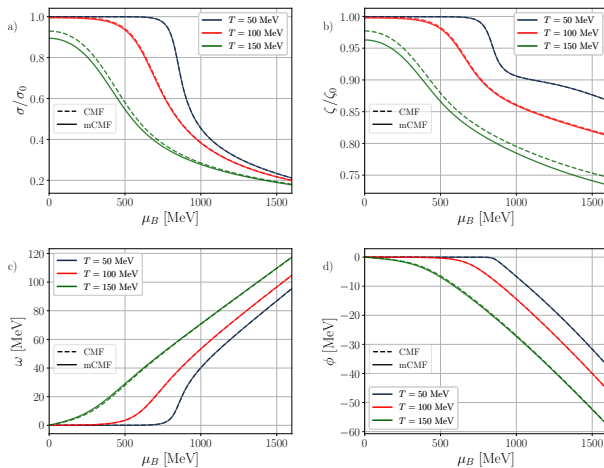 a)
σ/σ₀
1.0
0.8
0.6
0.4
0.2
T = 50 MeV
T = 100 MeV
T = 150 MeV
CMF
mCMF
0 500 1000 1500
μ_B [MeV]
b)
ζ/ζ₀
1.00
0.95
0.90
0.85
0.80
0.75
T = 50 MeV
T = 100 MeV
T = 150 MeV
CMF
mCMF
0 500 1000 1500
μ_B [MeV]
c)
ω [MeV]
120
100
80
60
40
20
0
T = 50 MeV
T = 100 MeV
T = 150 MeV
CMF
mCMF
0 500 1000 1500
μ_B [MeV]
d)
ϕ [MeV]
0
−10
−20
−30
−40
−50
−60
CMF
mCMF
T = 50 MeV
T = 100 MeV
T = 150 MeV
0 500 1000 1500
μ_B [MeV]